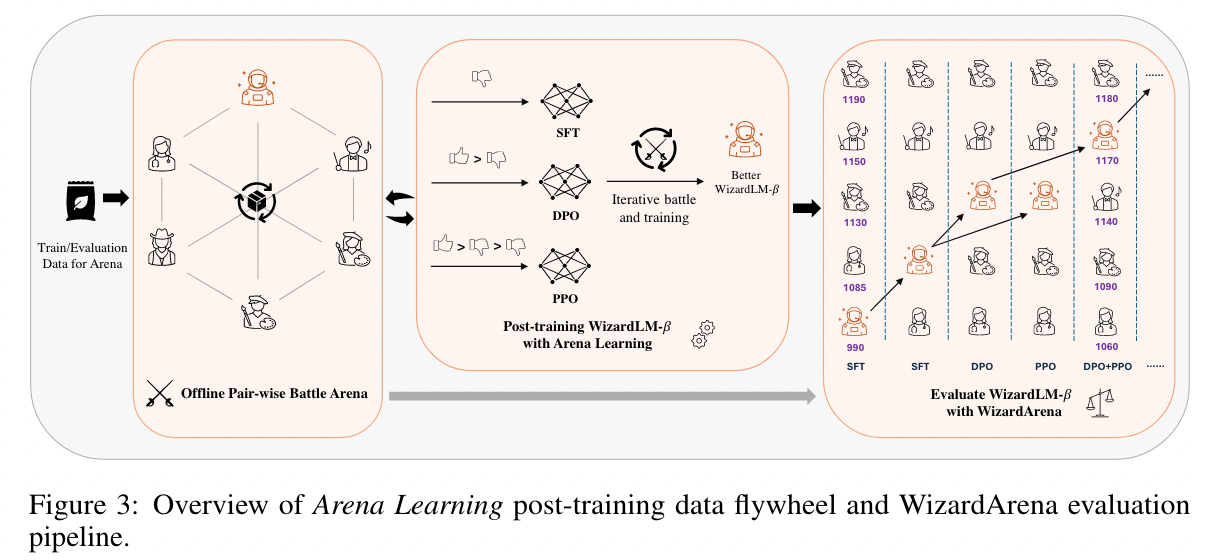 Train/Evaluation
Data for Arena
Offline Pair-wise Battle Arena
SFT
>
DPO
> >
PPO
Iterative battle
and training
Better
WizardLM-β
Post-training WizardLM-β
with Arena Learning
1190
1180
......
1150
1170
1130
1140
1085
1090
990
1060
SFT
SFT
DPO
PPO
DPO+PPO
......
Evaluate WizardLM-β
with WizardArena
Figure 3: Overview of Arena Learning post-training data flywheel and WizardArena evaluation
pipeline.